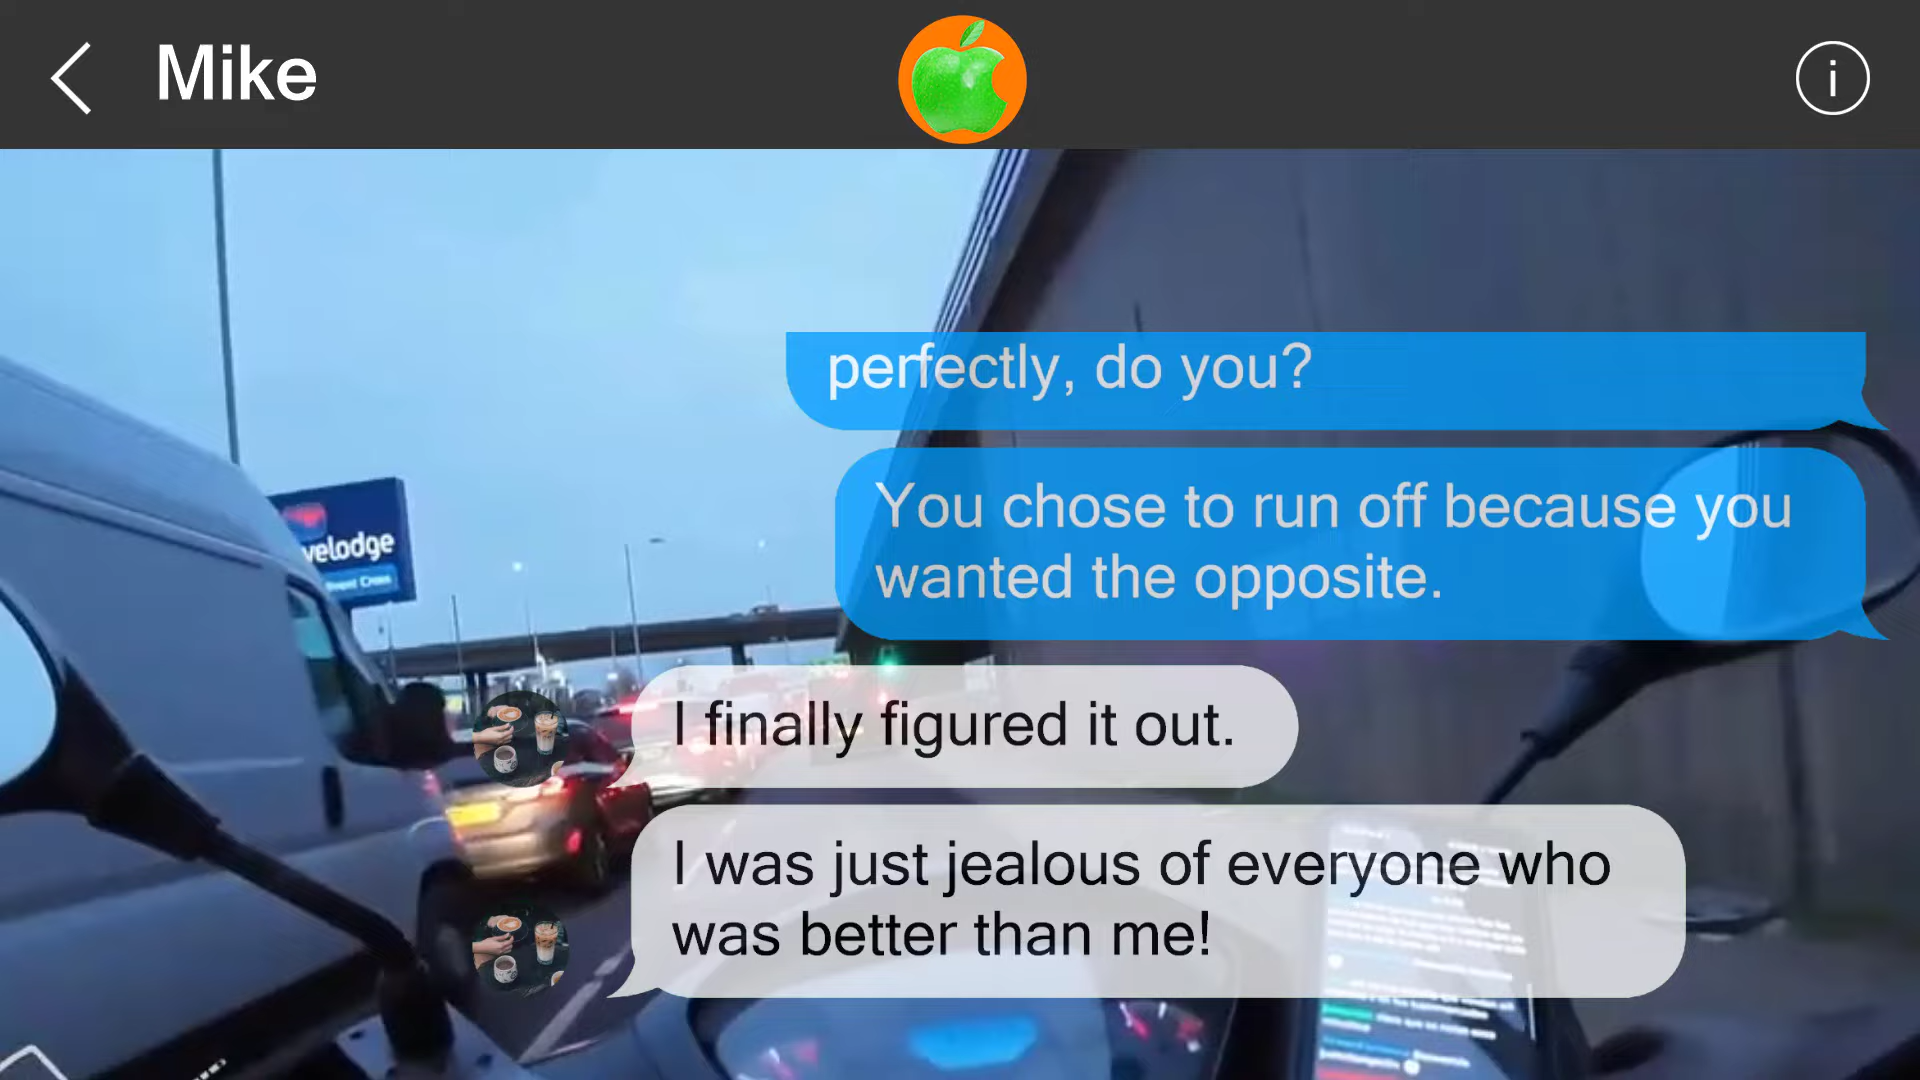 Mike
perfectly, do you?
You chose to run off because you
wanted the opposite.
velodge
I finally figured it out.
I was just jealous of everyone who
was better than me!